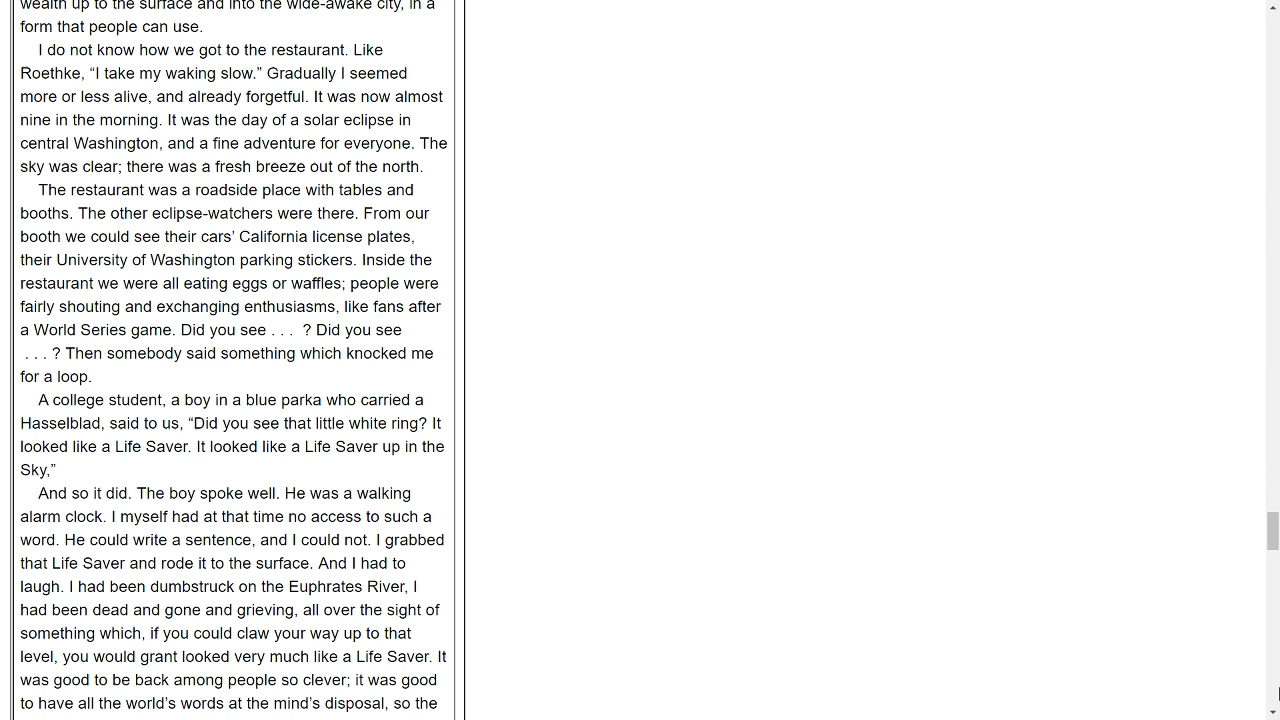 wealth up to the surface and into the wide-awake city, in a
form that people can use.
I do not know how we got to the restaurant. Like
Roethke, “I take my waking slow.” Gradually I seemed
more or less alive, and already forgetful. It was now almost
nine in the morning. It was the day of a solar eclipse in
central Washington, and a fine adventure for everyone. The
sky was clear; there was a fresh breeze out of the north.
The restaurant was a roadside place with tables and
booths. The other eclipse-watchers were there. From our
booth we could see their cars’ California license plates,
their University of Washington parking stickers. Inside the
restaurant we were all eating eggs or waffles; people were
fairly shouting and exchanging enthusiasms, like fans after
a World Series game. Did you see . . .  ? Did you see
. . . ? Then somebody said something which knocked me
for a loop.
A college student, a boy in a blue parka who carried a
Hasselblad, said to us, “Did you see that little white ring? It
looked like a Life Saver. It looked like a Life Saver up in the
Sky,”
And so it did. The boy spoke well. He was a walking
alarm clock. I myself had at that time no access to such a
word. He could write a sentence, and I could not. I grabbed
that Life Saver and rode it to the surface. And I had to
laugh. I had been dumbstruck on the Euphrates River, I
had been dead and gone and grieving, all over the sight of
something which, if you could claw your way up to that
level, you would grant looked very much like a Life Saver. It
was good to be back among people so clever; it was good
to have all the world’s words at the mind’s disposal, so the